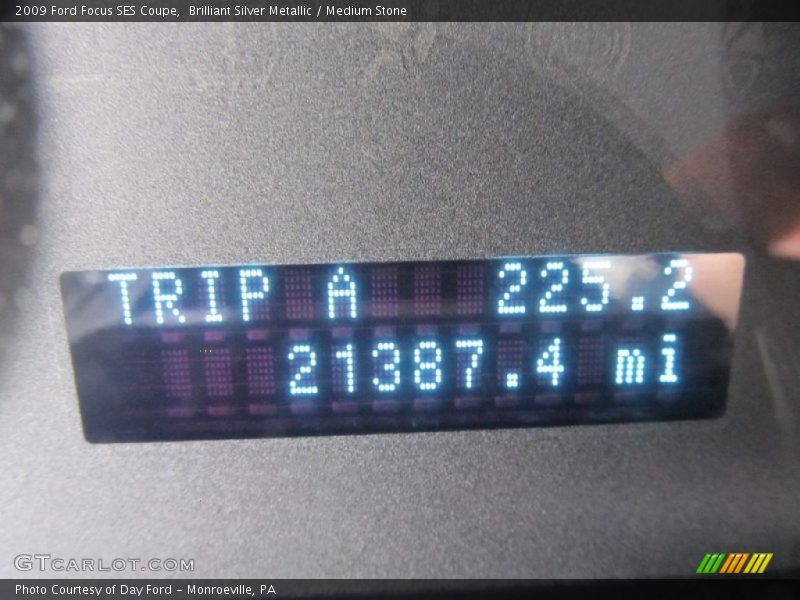 2009 Ford Focus SES Coupe,  Brilliant Silver Metallic / Medium Stone
TRIP A 225.2
21387.4 mi
GTCARLOT.COM
Photo Courtesy of Day Ford – Monroeville, PA